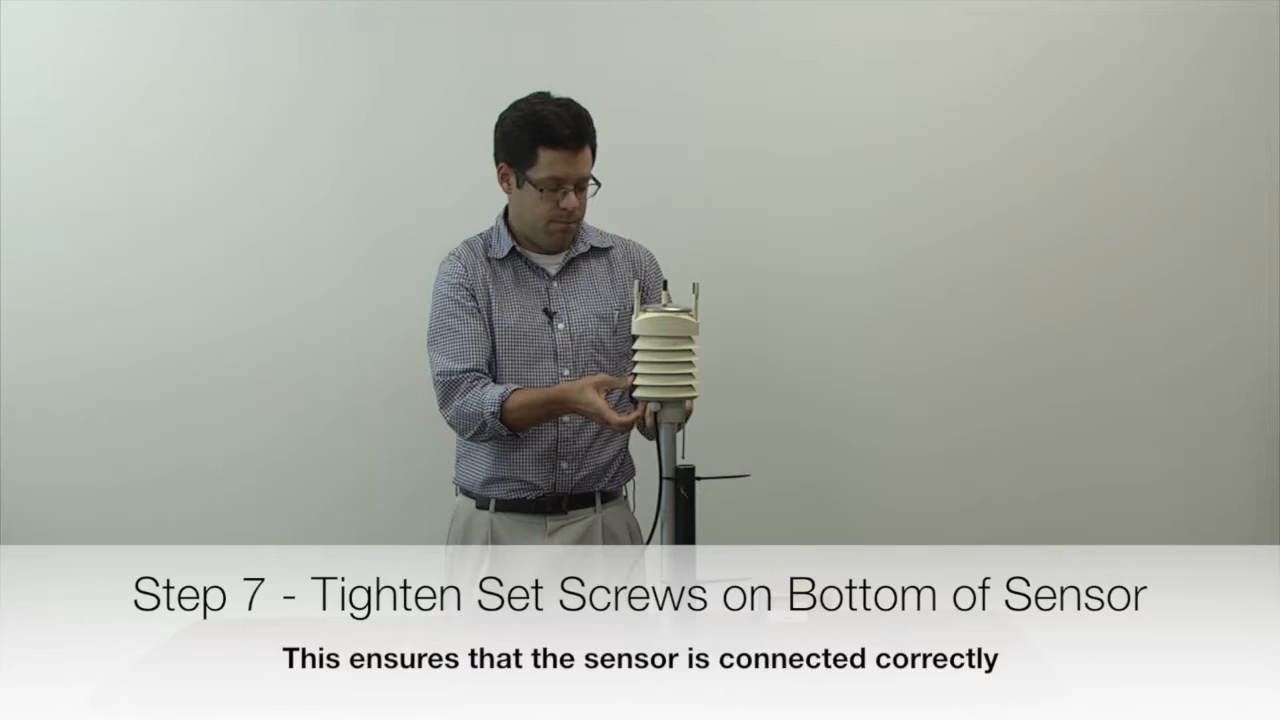 Step 7 - Tighten Set Screws on Bottom of Sensor
This ensures that the sensor is connected correctly